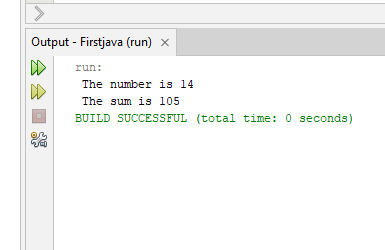 Output - Firstjava (run)
run:
The number is 14
The sum is 105
BUILD SUCCESSFUL (total time: 0 seconds)